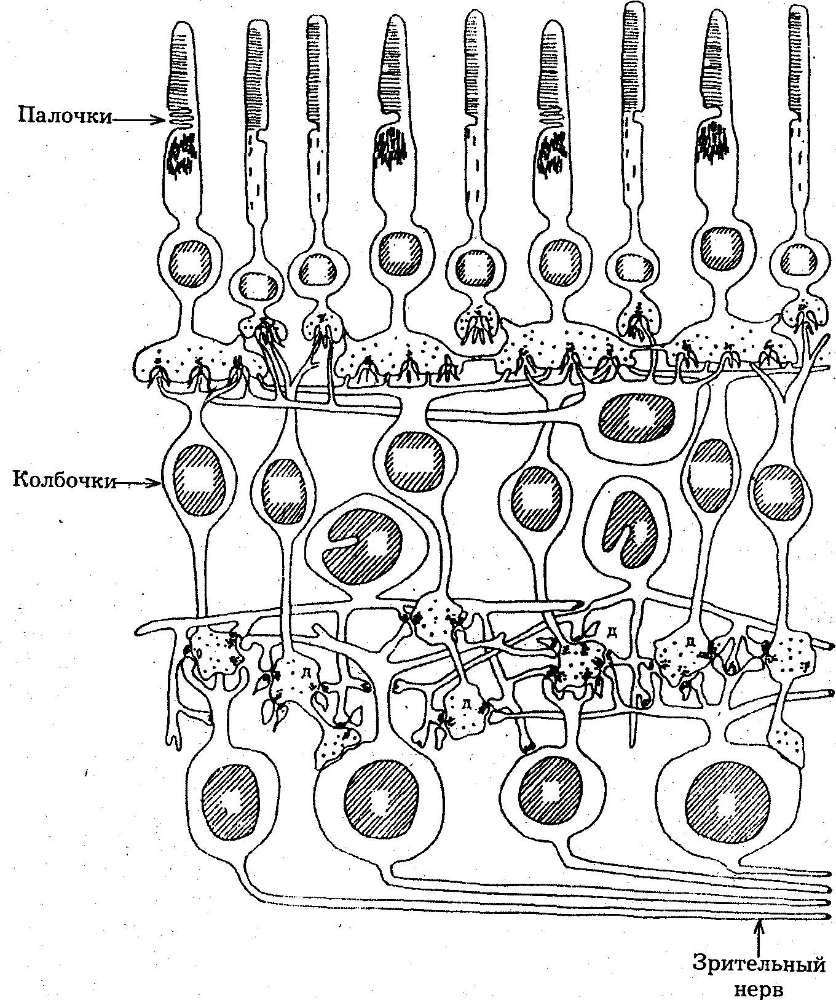 Палочки
Колбочки
Д
Д
Д
Д
Зрительный
нерв